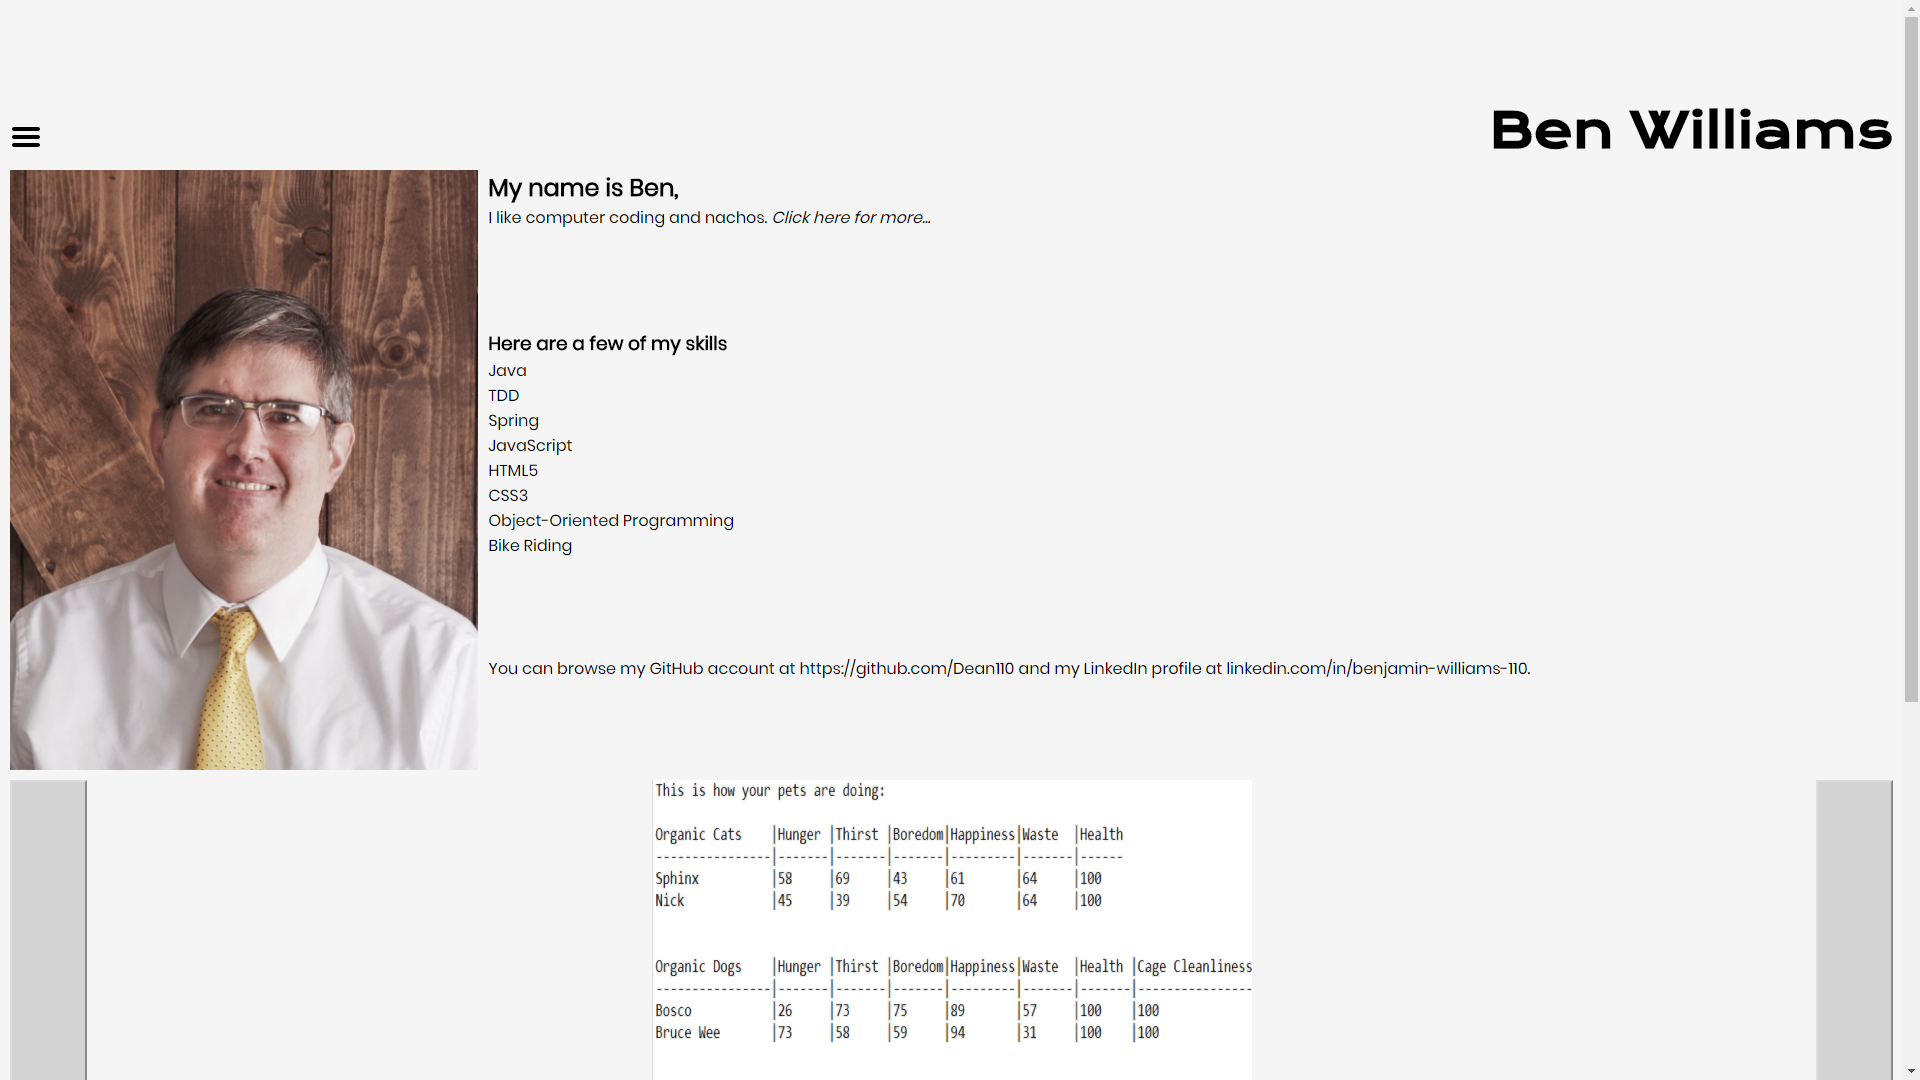 Ben Williams
My name is Ben,
I like computer coding and nachos. Click here for more...
Here are a few of my skills
Java
TDD
Spring
JavaScript
HTML5
CSS3
Object-Oriented Programming
Bike Riding
You can browse my GitHub account at https://github.com/Dean110 and my LinkedIn profile at linkedin.com/in/benjamin-williams-110.
This is how your pets are doing:
Organic Cats    |Hunger |Thirst |Boredom|Happiness|Waste  |Health
----------------|-------|-------|-------|---------|-------|------
Sphinx          |58     |69     |43     |61       |64     |100
Nick            |45     |39     |54     |70       |64     |100
Organic Dogs    |Hunger |Thirst |Boredom|Happiness|Waste  |Health |Cage Cleanliness
----------------|-------|-------|-------|---------|-------|-------|----------------
Bosco           |26     |73     |75     |89       |57     |100    |100
Bruce Wee       |73     |58     |59     |94       |31     |100    |100